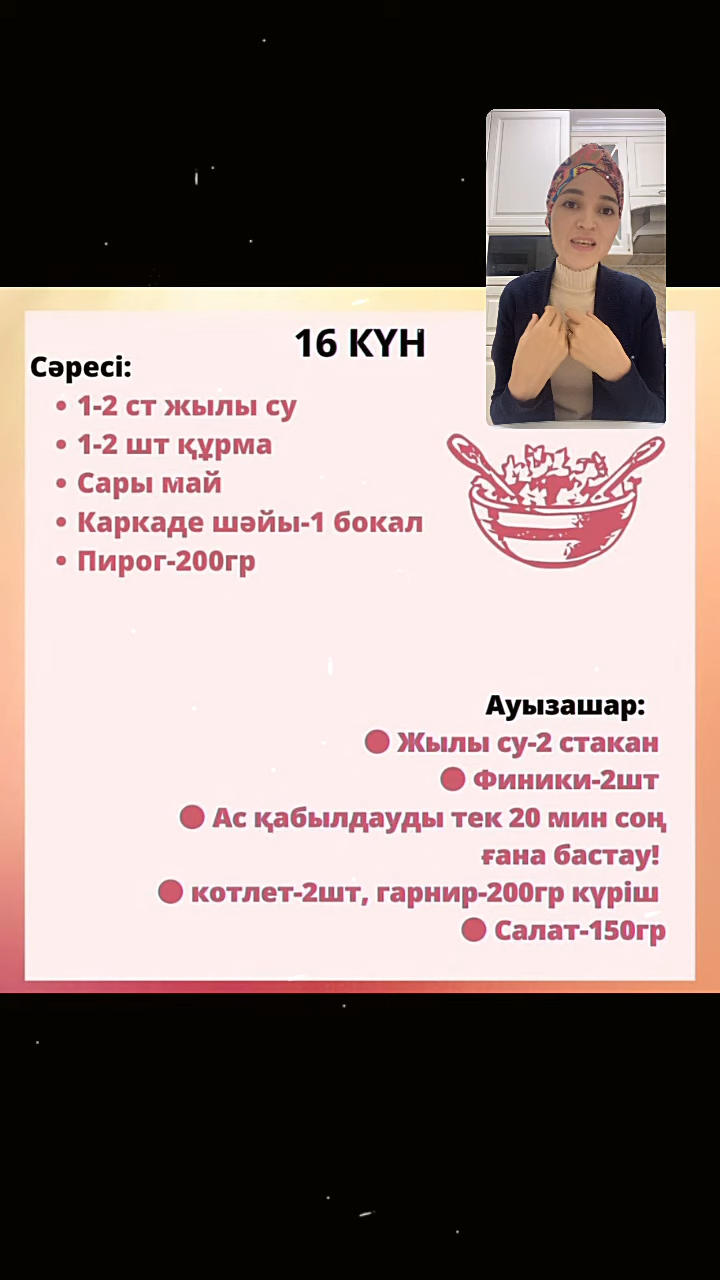 16 КҮН
Сәресі:
• 1-2 ст жылы су
• 1-2 шт құрма
• Сары май
• Каркаде шәйы-1 бокал
• Пирог-200гр
Ауызашар:
● Жылы су-2 стакан
● Финики-2шт
● Ас қабылдауды тек 20 мин соң
ғана бастау!
● котлет-2шт, гарнир-200гр күріш
● Салат-150гр